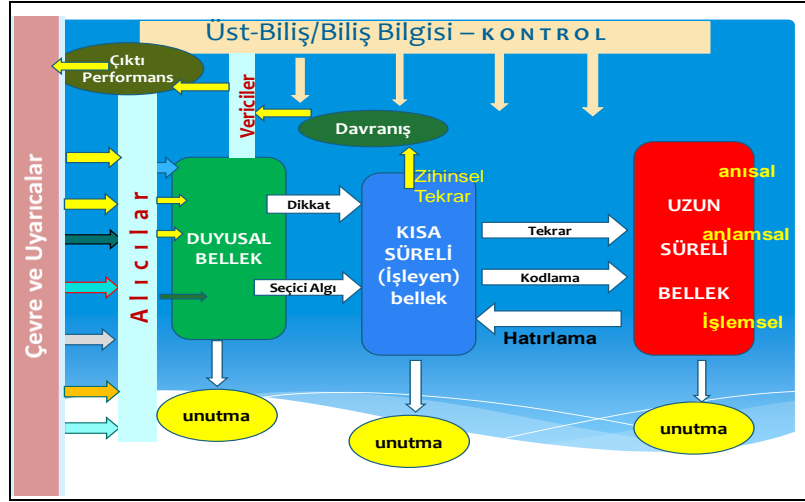 Üst-Biliş/Biliş Bilgisi – KONTROL
Çıktı
Performans
Vericiler
Davranış
Çevre ve Uyarıcalar
Alıcılar
Zihinsel
Tekrar
DUYUSAL
BELLEK
Dikkat
Seçici Algı
KISA
SÜRELİ
(İşleyen)
bellek
Tekrar
Kodlama
Hatırlama
anısal
UZUN
anlamsal
SÜRELİ
BELLEK
İşlemsel
unutma
unutma
unutma